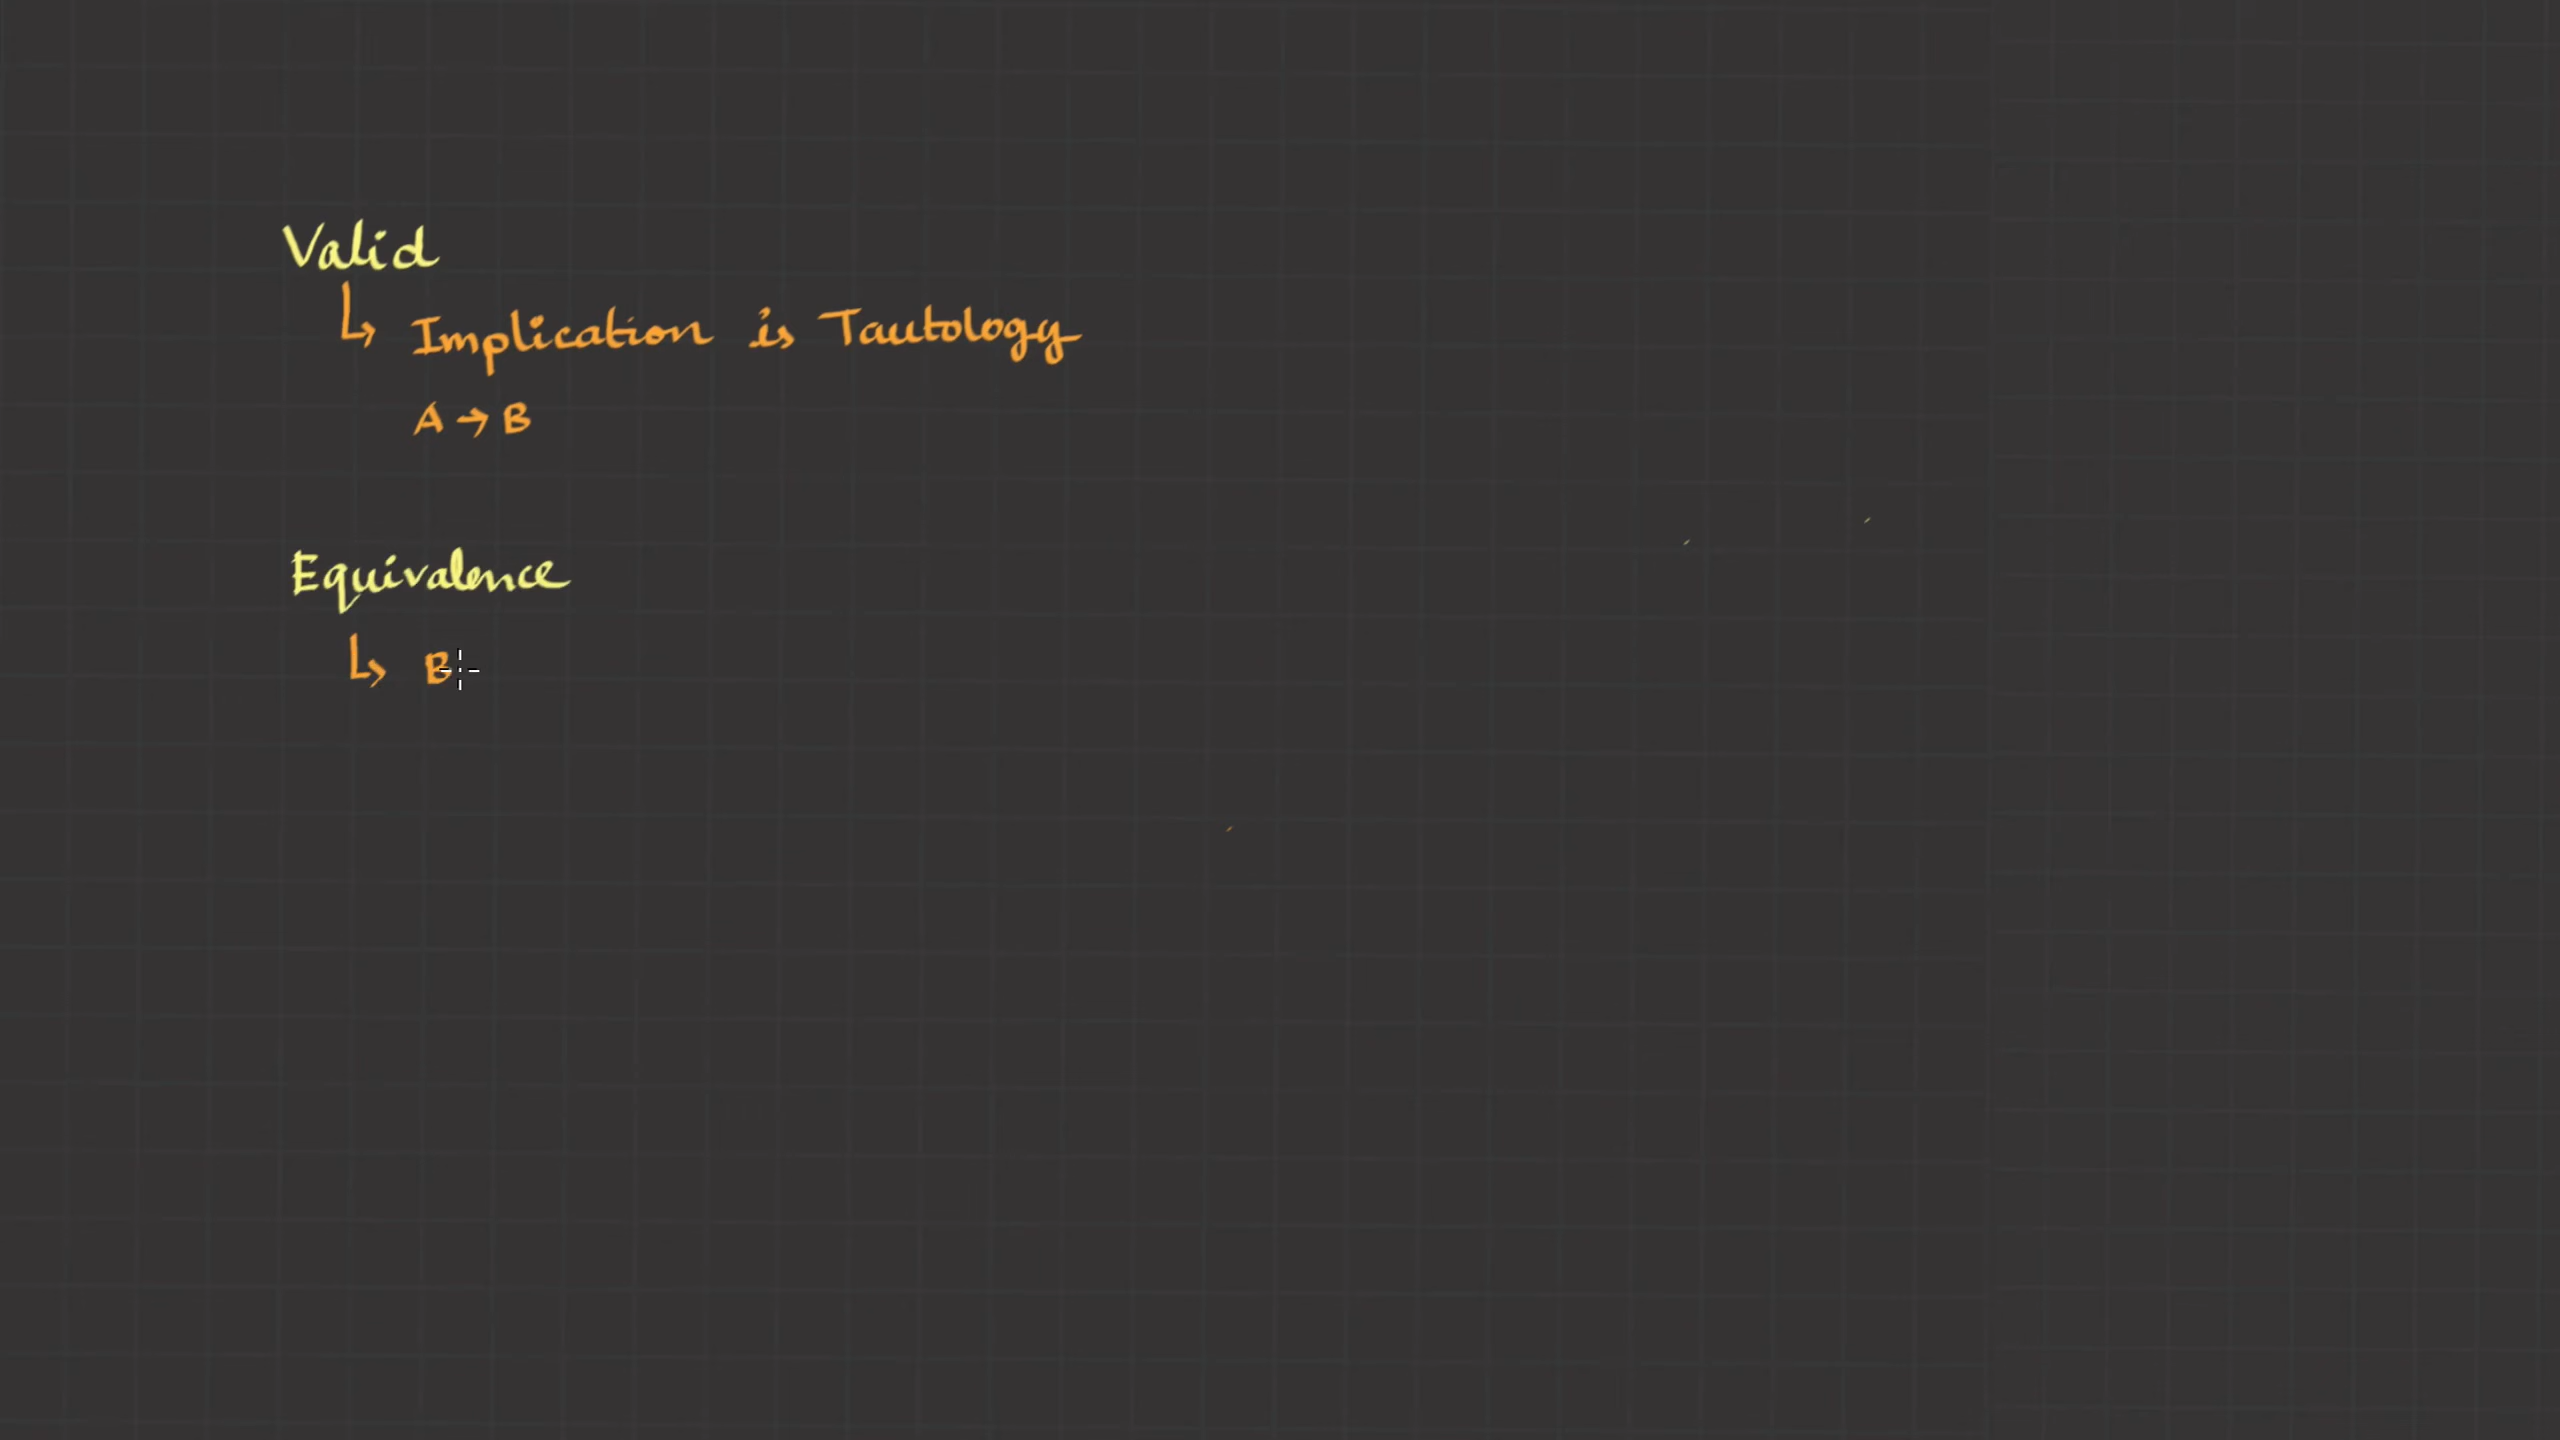 Valid
↳ Implication is Tautology
A → B
Equivalence
↳ B